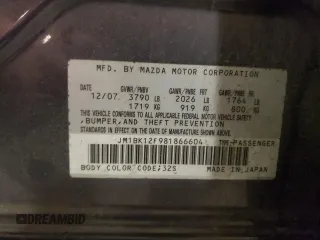 MFD. BY MAZDA MOTOR CORPORATION
GVWR/PNBV GAWR/PNBE FRT GAWR/PNBE RR
12/07 3790 LB 2026 LB 1764 LB
1719 KG 919 KG 800 KG
THIS VEHICLE CONFORMS TO ALL APPLICABLE
FEDERAL MOTOR VEHICLE SAFETY,
BUMPER, AND THEFT PREVENTION
STANDARDS IN EFFECT ON THE DATE OF
MANUFACTURE SHOWN ABOVE.
JM1BK12F981866604 TYPE: PASSENGER
BODY COLOR CODE: 32S MADE IN JAPAN
AMERBID